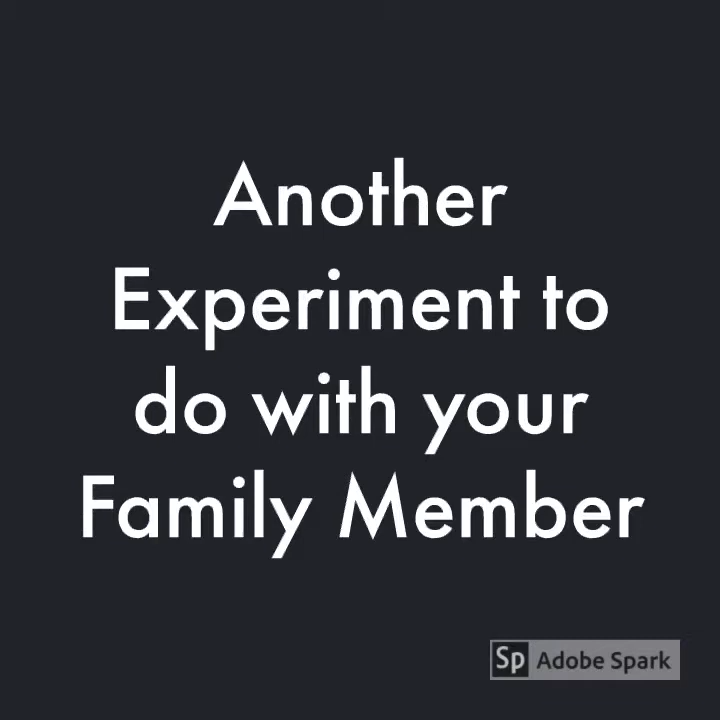 Another
Experiment to
do with your
Family Member
Sp Adobe Spark